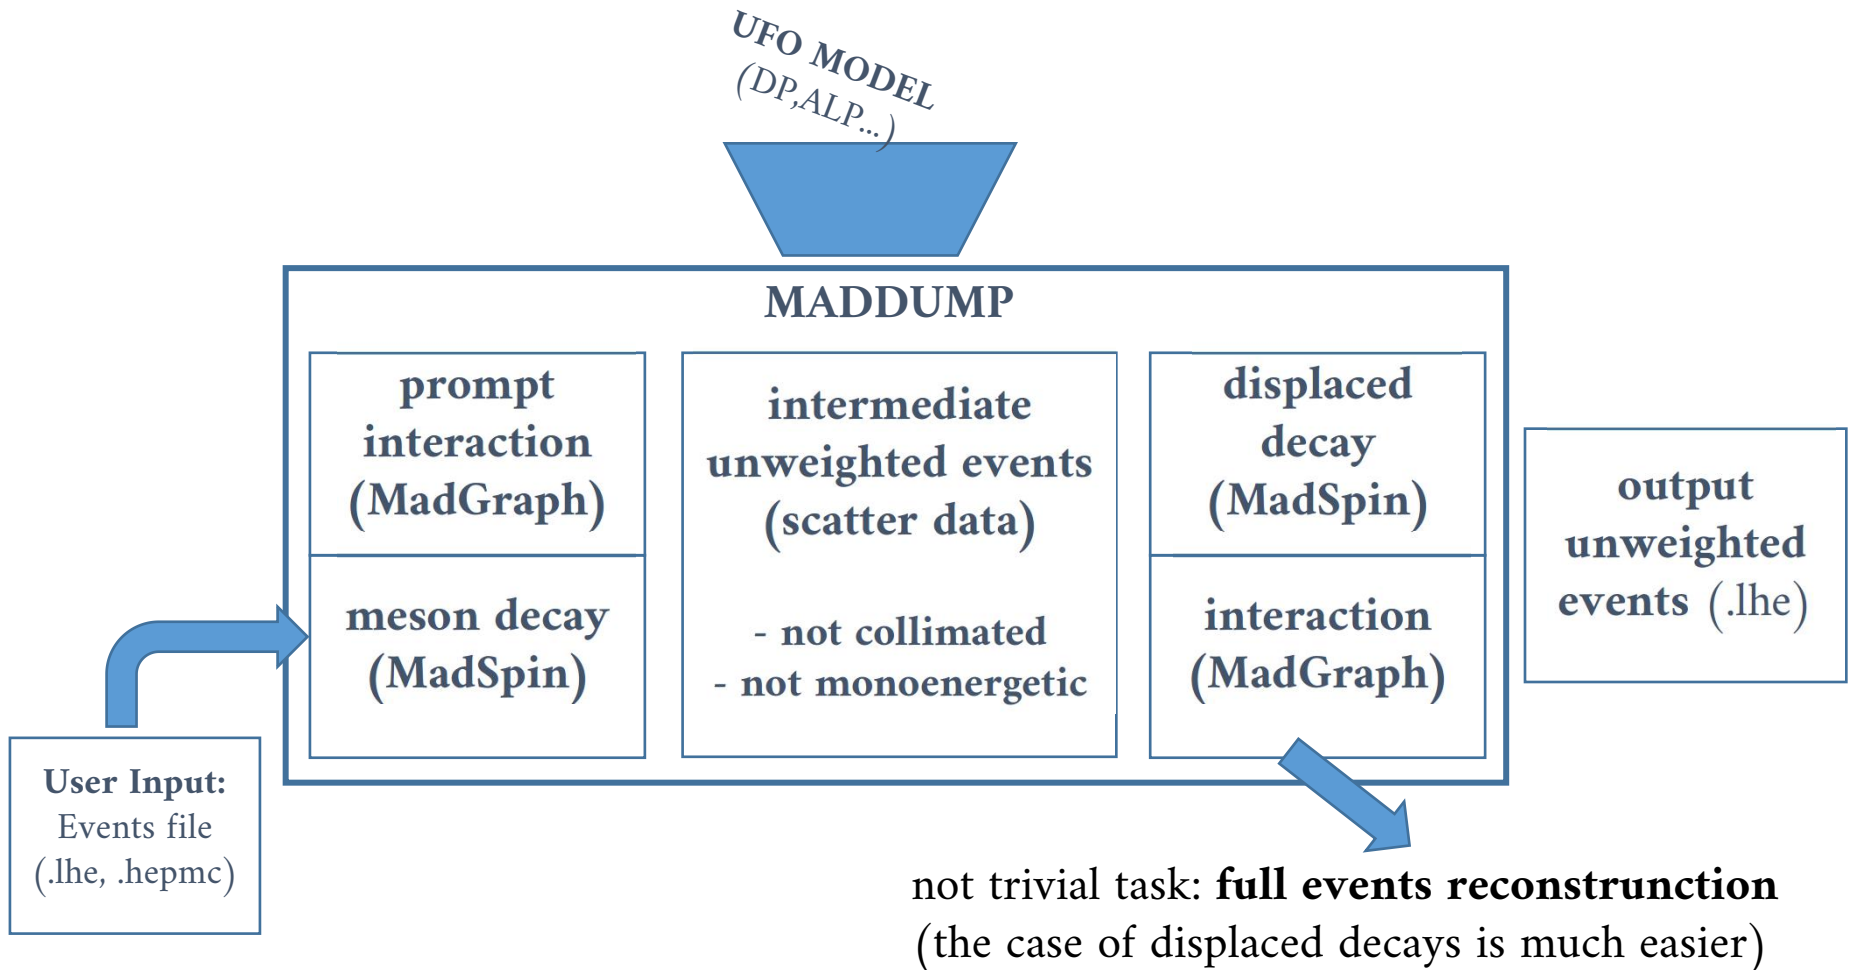 UFO MODEL
(DP,ALP...)
MADDUMP
prompt
interaction
(MadGraph)
meson decay
(MadSpin)
intermediate
unweighted events
(scatter data)
- not collimated
- not monoenergetic
displaced
decay
(MadSpin)
interaction
(MadGraph)
output
unweighted
events (.lhe)
User Input:
Events file
(.lhe, .hepmc)
not trivial task: full events reconstrunction
(the case of displaced decays is much easier)